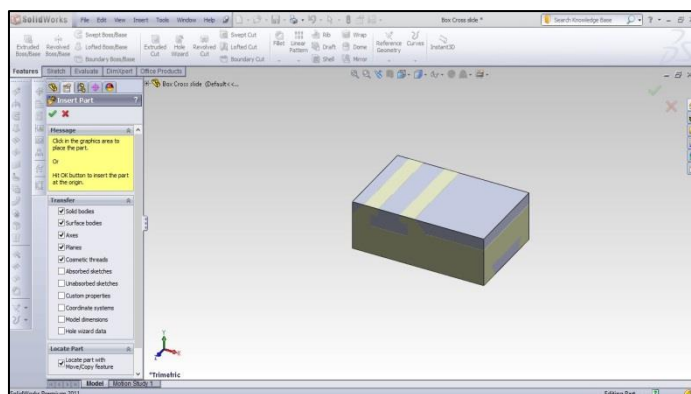 SolidWorks File Edit View Insert Tools Window Help Box Cross slide * Search Knowledge Base
Extruded Boss/Base Revolved Boss/Base Swept Boss/Base Extruded Cut Hole Wizard Revolved Cut Swept Cut Fillet Linear Pattern Rib Wrap Reference Geometry Curves Instant3D
Lofted Boss/Base Lofted Cut Draft Dome
Boundary Boss/Base Boundary Cut Shell Mirror
Features Sketch Evaluate DimXpert Office Products
Insert Part ?
Box Cross slide (Default<<...
Message
Click in the graphics area to
place the part.
Or
Hit OK button to insert the part
at the origin.
Transfer
Solid bodies
Surface bodies
Axes
Planes
Cosmetic threads
Absorbed sketches
Unabsorbed sketches
Custom properties
Coordinate systems
Model dimensions
Hole wizard data
Locate Part
Locate part with
Move/Copy feature
*Trimetric
Model Motion Study 1
SolidWorks Premium 2011 Editing Part